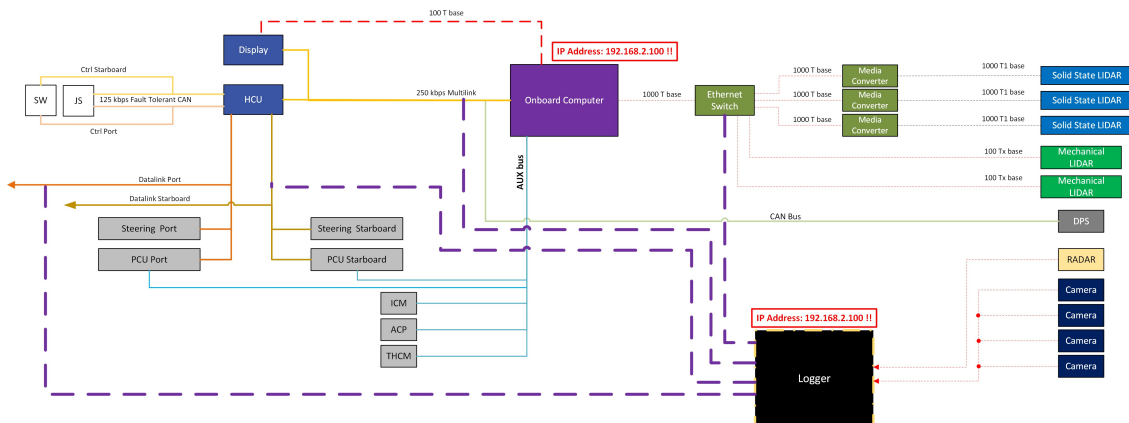 100 T base
IP Address: 192.168.2.100 !!
Display
Ctrl Starboard
SW
JS
125 kbps Fault Tolerant CAN
HCU
250 kbps Multilink
Onboard Computer
1000 T base
Ethernet
Switch
1000 T base
Media
Converter
1000 T1 base
Solid State LIDAR
1000 T base
Media
Converter
1000 T1 base
Solid State LIDAR
1000 T base
Media
Converter
1000 T1 base
Solid State LIDAR
Ctrl Port
100 Tx base
Mechanical
LIDAR
100 Tx base
Mechanical
LIDAR
AUX bus
Datalink Port
Datalink Starboard
CAN Bus
DPS
Steering Port
Steering Starboard
PCU Port
PCU Starboard
RADAR
Camera
ICM
Camera
IP Address: 192.168.2.100 !!
ACP
Camera
THCM
Camera
Logger